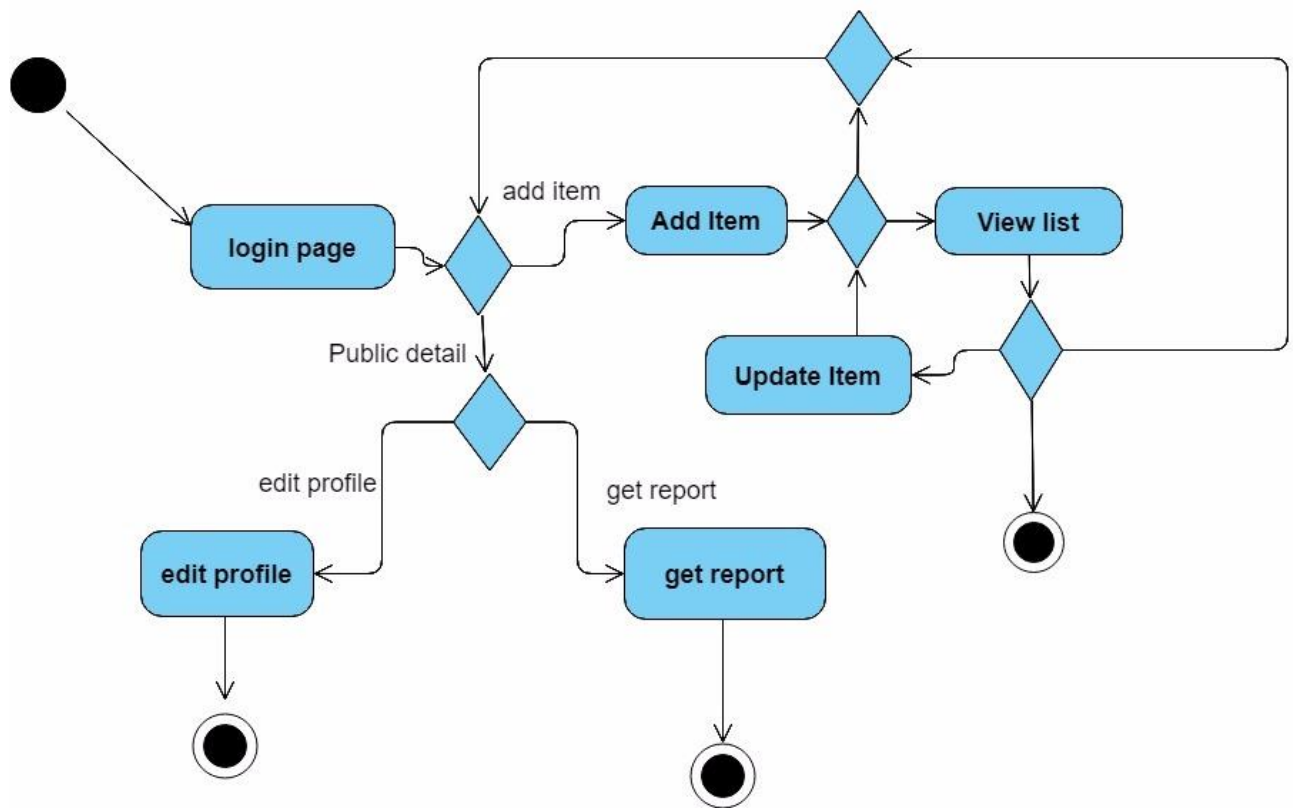 add item
Add Item
View list
login page
Public detail
Update Item
edit profile
get report
edit profile
get report